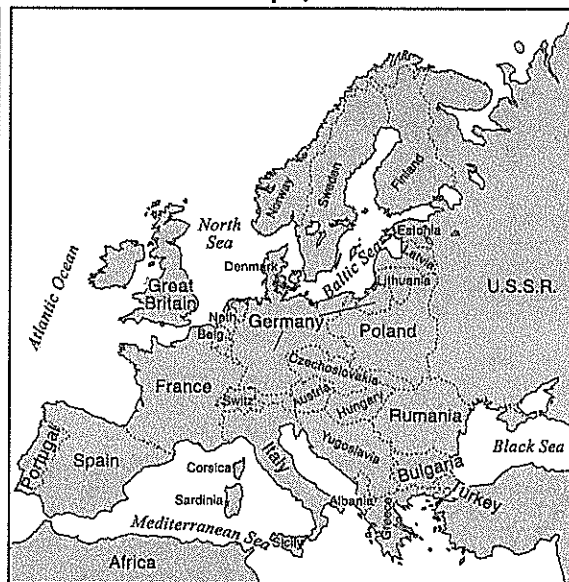 Norway
Sweden
Finland
North
Sea
Estonia
Latvia
Baltic Sea
Denmark
Lithuania
U.S.S.R.
Atlantic Ocean
Great
Britain
Neth.
Germany
Belg.
Poland
Czechoslovakia
France
Switz.
Austria
Hungary
Rumania
Yugoslavia
Black Sea
Portugal
Spain
Corsica
Italy
Bulgaria
Sardinia
Albania
Greece
Turkey
Mediterranean Sea
Sicily
Africa